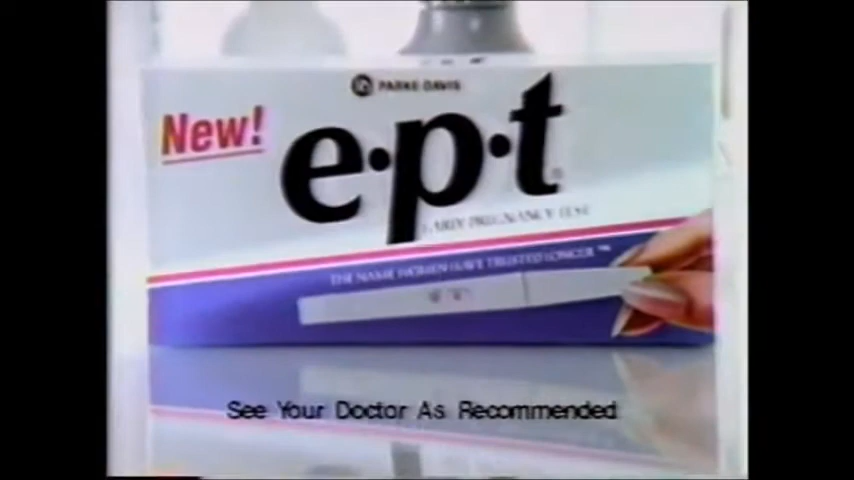 PARKE-DAVIS
New!
e·p·t
EARLY PREGNANCY TEST
THE NAME WOMEN HAVE TRUSTED LONGER™
See Your Doctor As Recommended